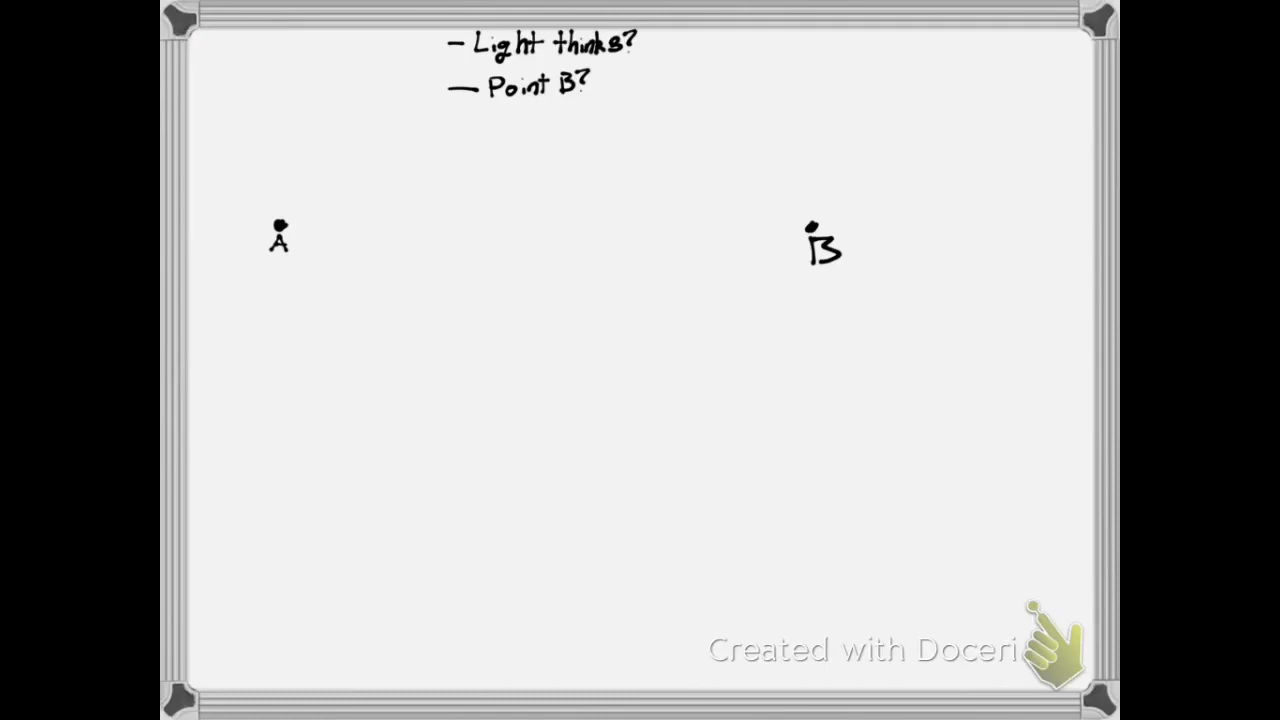 - Light thinks?
- Point B?
A
B
Created with Doceri